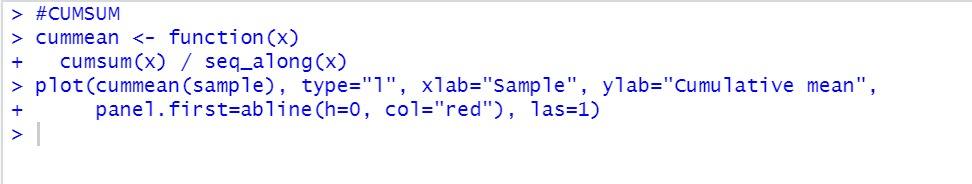 > #CUMSUM
> cummean <- function(x)
+   cumsum(x) / seq_along(x)
> plot(cummean(sample), type="l", xlab="Sample", ylab="Cumulative mean",
+      panel.first=abline(h=0, col="red"), las=1)
>